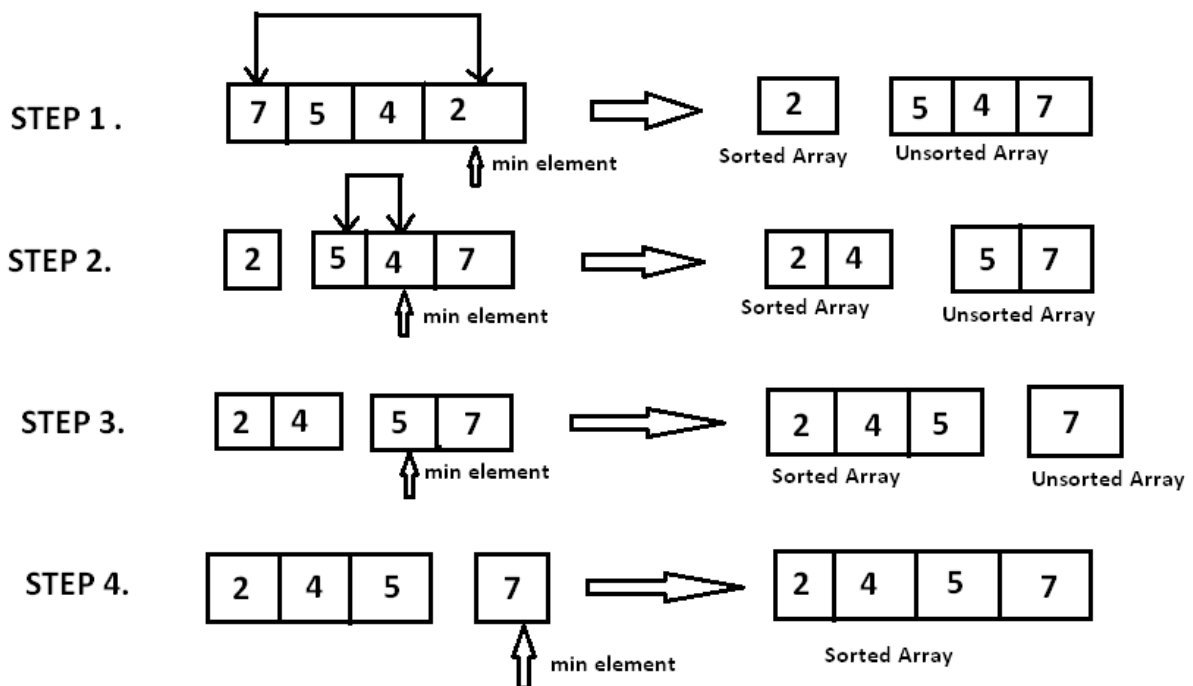 STEP 1 .
7 5 4 2
min element
2
Sorted Array
5 4 7
Unsorted Array
STEP 2.
2
5 4 7
min element
2 4
Sorted Array
5 7
Unsorted Array
STEP 3.
2 4
5 7
min element
2 4 5
Sorted Array
7
Unsorted Array
STEP 4.
2 4 5
7
min element
2 4 5 7
Sorted Array